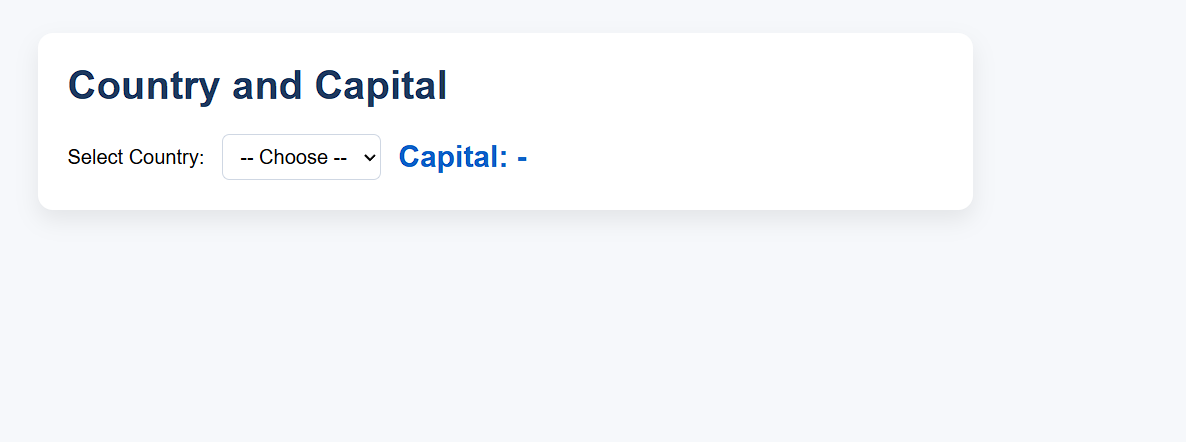 Country and Capital
Select Country: -- Choose -- Capital: -